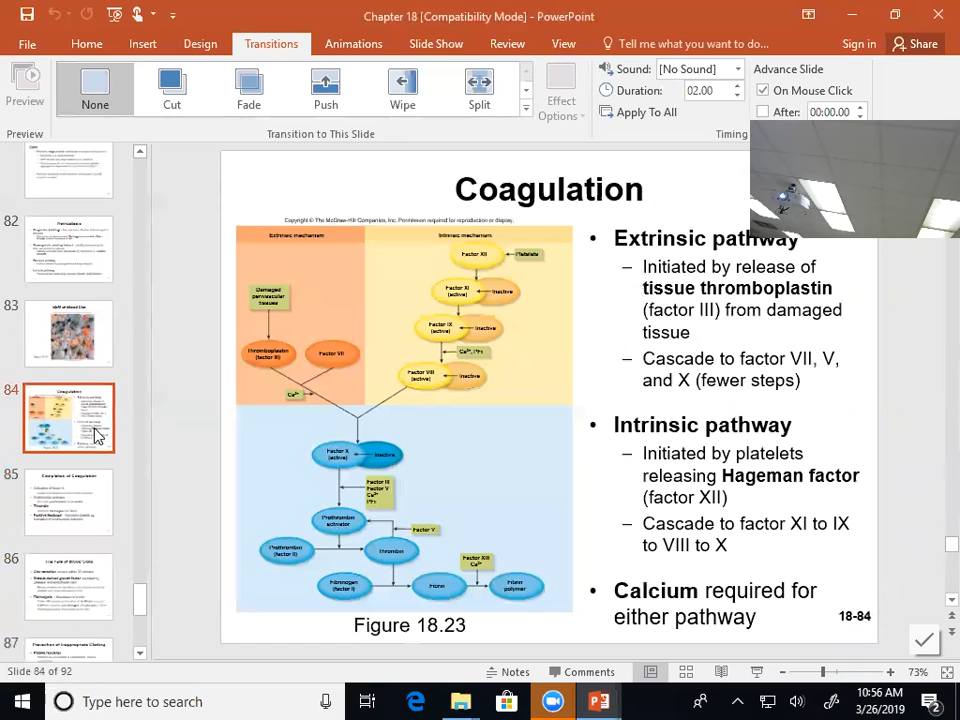 Chapter 18 [Compatibility Mode] - PowerPoint
File Home Insert Design Transitions Animations Slide Show Review View Tell me what you want to do... Sign in Share
Preview None Cut Fade Push Wipe Split Effect Options
Sound: [No Sound] Advance Slide
Duration: 02.00 On Mouse Click
Apply To All After: 00:00.00
Preview Transition to This Slide Timing
82
83
84
Coagulation
85
86
87
Coagulation
Copyright © The McGraw-Hill Companies, Inc. Permission required for reproduction or display.
Extrinsic mechanism
Intrinsic mechanism
Factor XII
Platelets
Damaged
perivascular
tissues
Factor XI
(active)
Inactive
Factor IX
(active)
Inactive
Thromboplastin
(factor III)
Factor VII
Factor VIII
(active)
Inactive
Factor X
(active)
Inactive
Factor III
Factor V
Prothrombin
activator
Factor V
Prothrombin
(factor II)
Thrombin
Factor XIII
Fibrinogen
(factor I)
Fibrin
Fibrin
polymer
Figure 18.23
• Extrinsic pathway
– Initiated by release of
tissue thromboplastin
(factor III) from damaged
tissue
– Cascade to factor VII, V,
and X (fewer steps)
• Intrinsic pathway
– Initiated by platelets
releasing Hageman factor
(factor XII)
– Cascade to factor XI to IX
to VIII to X
• Calcium required for
either pathway
18-84
Slide 84 of 92 Notes Comments 73%
Type here to search
10:56 AM
3/26/2019
2